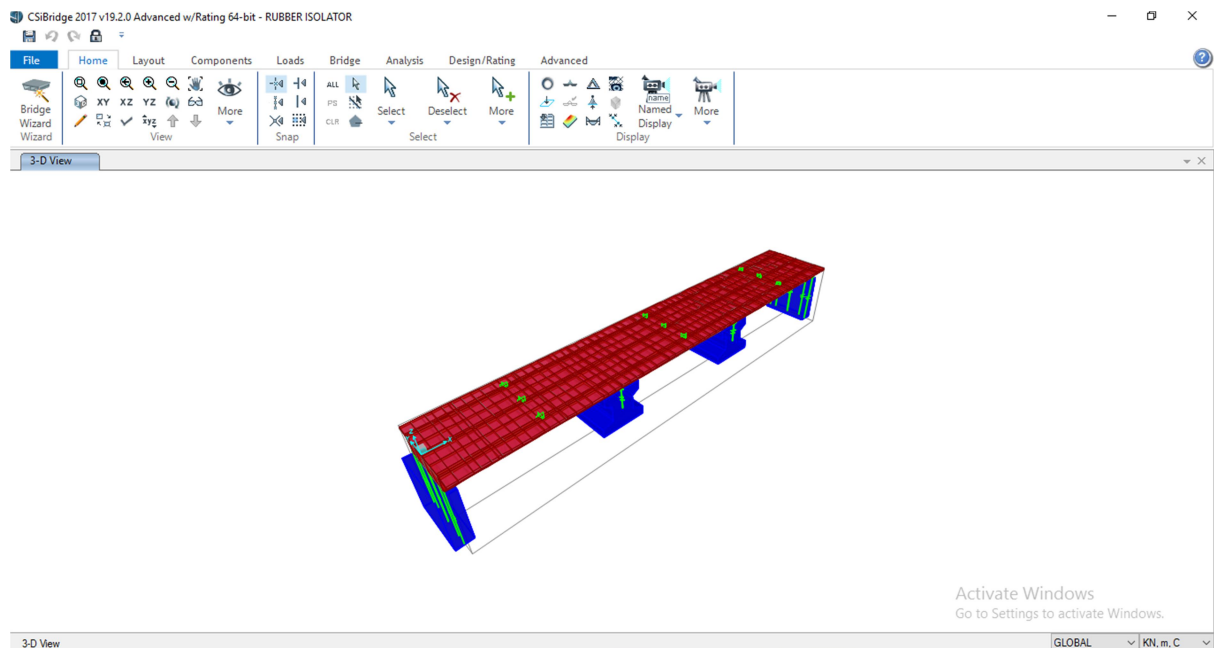 CSiBridge 2017 v19.2.0 Advanced w/Rating 64-bit - RUBBER ISOLATOR
File Home Layout Components Loads Bridge Analysis Design/Rating Advanced
Bridge Wizard
XY XZ YZ
xyz
More
ALL
PS
CLR
Select
Deselect
More
name
Named Display
More
Wizard View Snap Select Display
3-D View
Z
X
Activate Windows
Go to Settings to activate Windows.
3-D View GLOBAL KN, m, C